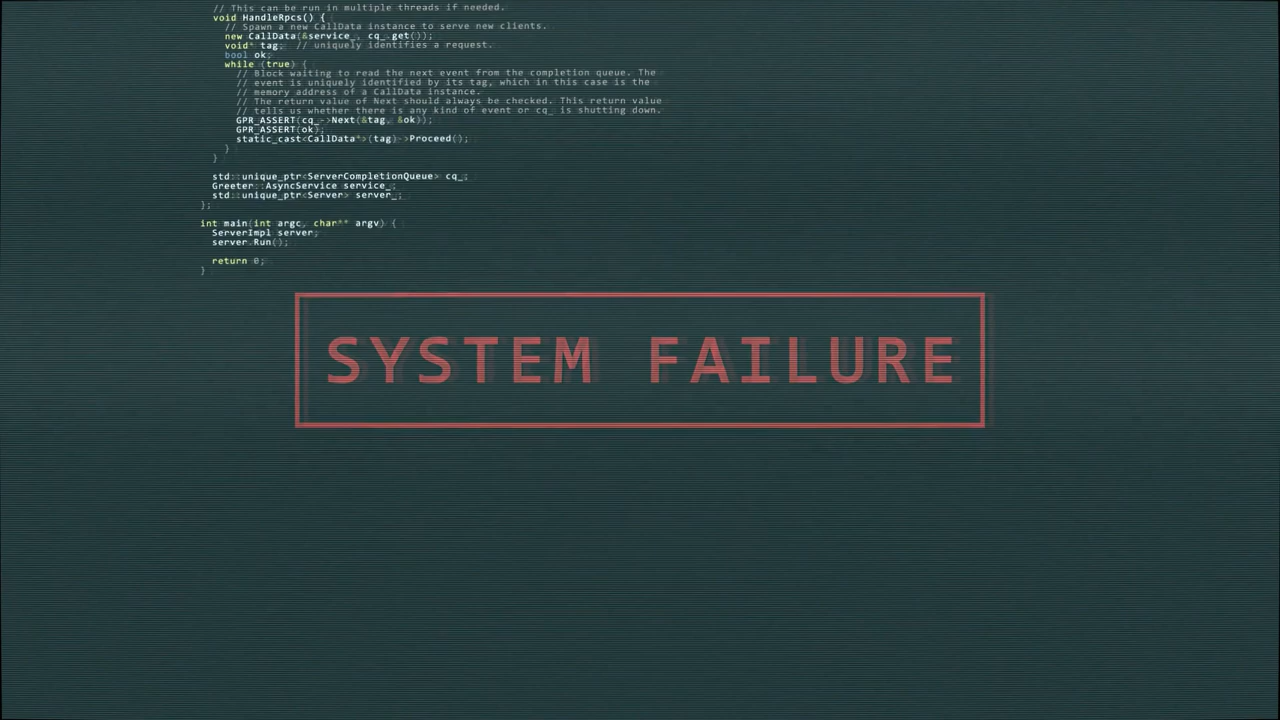 // This can be run in multiple threads if needed.
void HandleRpcs() {
// Spawn a new CallData instance to serve new clients.
new CallData(&service_, cq_.get());
void* tag;  // uniquely identifies a request.
bool ok;
while (true) {
// Block waiting to read the next event from the completion queue. The
// event is uniquely identified by its tag, which in this case is the
// memory address of a CallData instance.
// The return value of Next should always be checked. This return value
// tells us whether there is any kind of event or cq_ is shutting down.
GPR_ASSERT(cq_->Next(&tag, &ok));
GPR_ASSERT(ok);
static_cast<CallData*>(tag)->Proceed();
}
}
std::unique_ptr<ServerCompletionQueue> cq_;
Greeter::AsyncService service_;
std::unique_ptr<Server> server_;
};
int main(int argc, char** argv) {
ServerImpl server;
server.Run();
return 0;
}
SYSTEM FAILURE